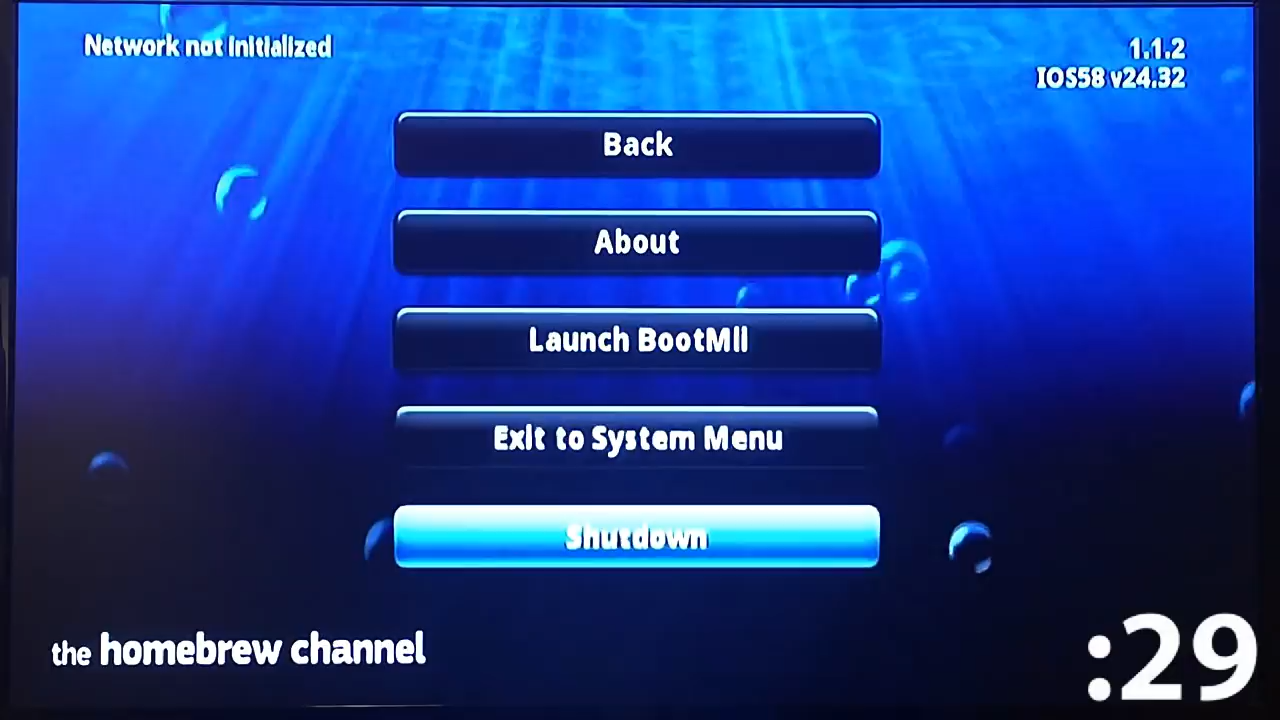 Network not initialized
1.1.2
IOS58 v24.32
Back
About
Launch BootMii
Exit to System Menu
Shutdown
the homebrew channel
:29